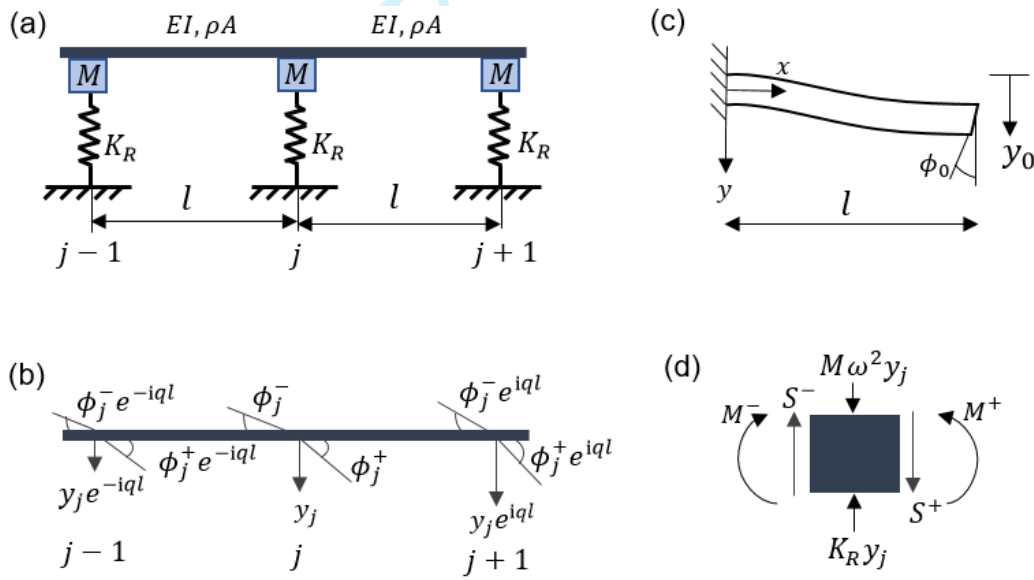 (a)
EI, ρA
EI, ρA
M
M
M
K_R
K_R
K_R
l
l
j − 1
j
j + 1
(b)
ϕ_j^− e^{−iql}
ϕ_j^−
ϕ_j^− e^{iql}
ϕ_j^+ e^{−iql}
ϕ_j^+
ϕ_j^+ e^{iql}
y_j e^{−iql}
y_j
y_j e^{iql}
j − 1
j
j + 1
(c)
x
y
ϕ_0
y_0
l
(d)
Mω^2 y_j
S^−
M^−
M^+
S^+
K_R y_j